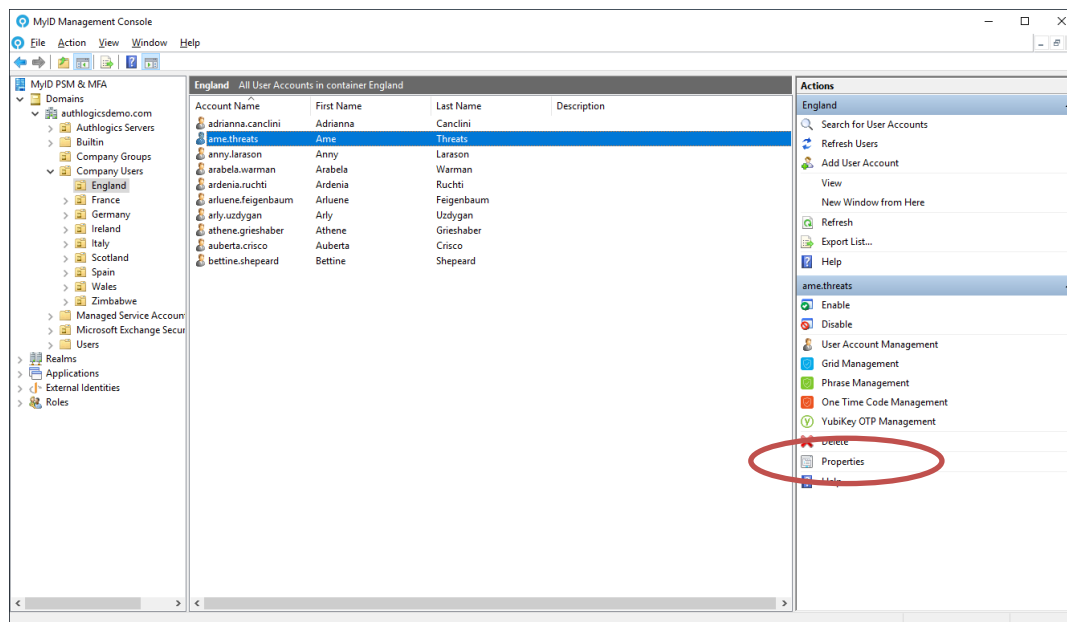 MyID Management Console
File Action View Window Help
MyID PSM & MFA
Domains
authlogicsdemo.com
Authlogics Servers
Builtin
Company Groups
Company Users
England
France
Germany
Ireland
Italy
Scotland
Spain
Wales
Zimbabwe
Managed Service Accoun
Microsoft Exchange Secur
Users
Realms
Applications
External Identities
Roles
England All User Accounts in container England
Account Name First Name Last Name Description
adrianna.canclini Adrianna Canclini
ame.threats Ame Threats
anny.larason Anny Larason
arabela.warman Arabela Warman
ardenia.ruchti Ardenia Ruchti
arluene.feigenbaum Arluene Feigenbaum
arly.uzdygan Arly Uzdygan
athene.grieshaber Athene Grieshaber
auberta.crisco Auberta Crisco
bettine.shepeard Bettine Shepeard
Actions
England
Search for User Accounts
Refresh Users
Add User Account
View
New Window from Here
Refresh
Export List...
Help
ame.threats
Enable
Disable
User Account Management
Grid Management
Phrase Management
One Time Code Management
YubiKey OTP Management
Delete
Properties
Help